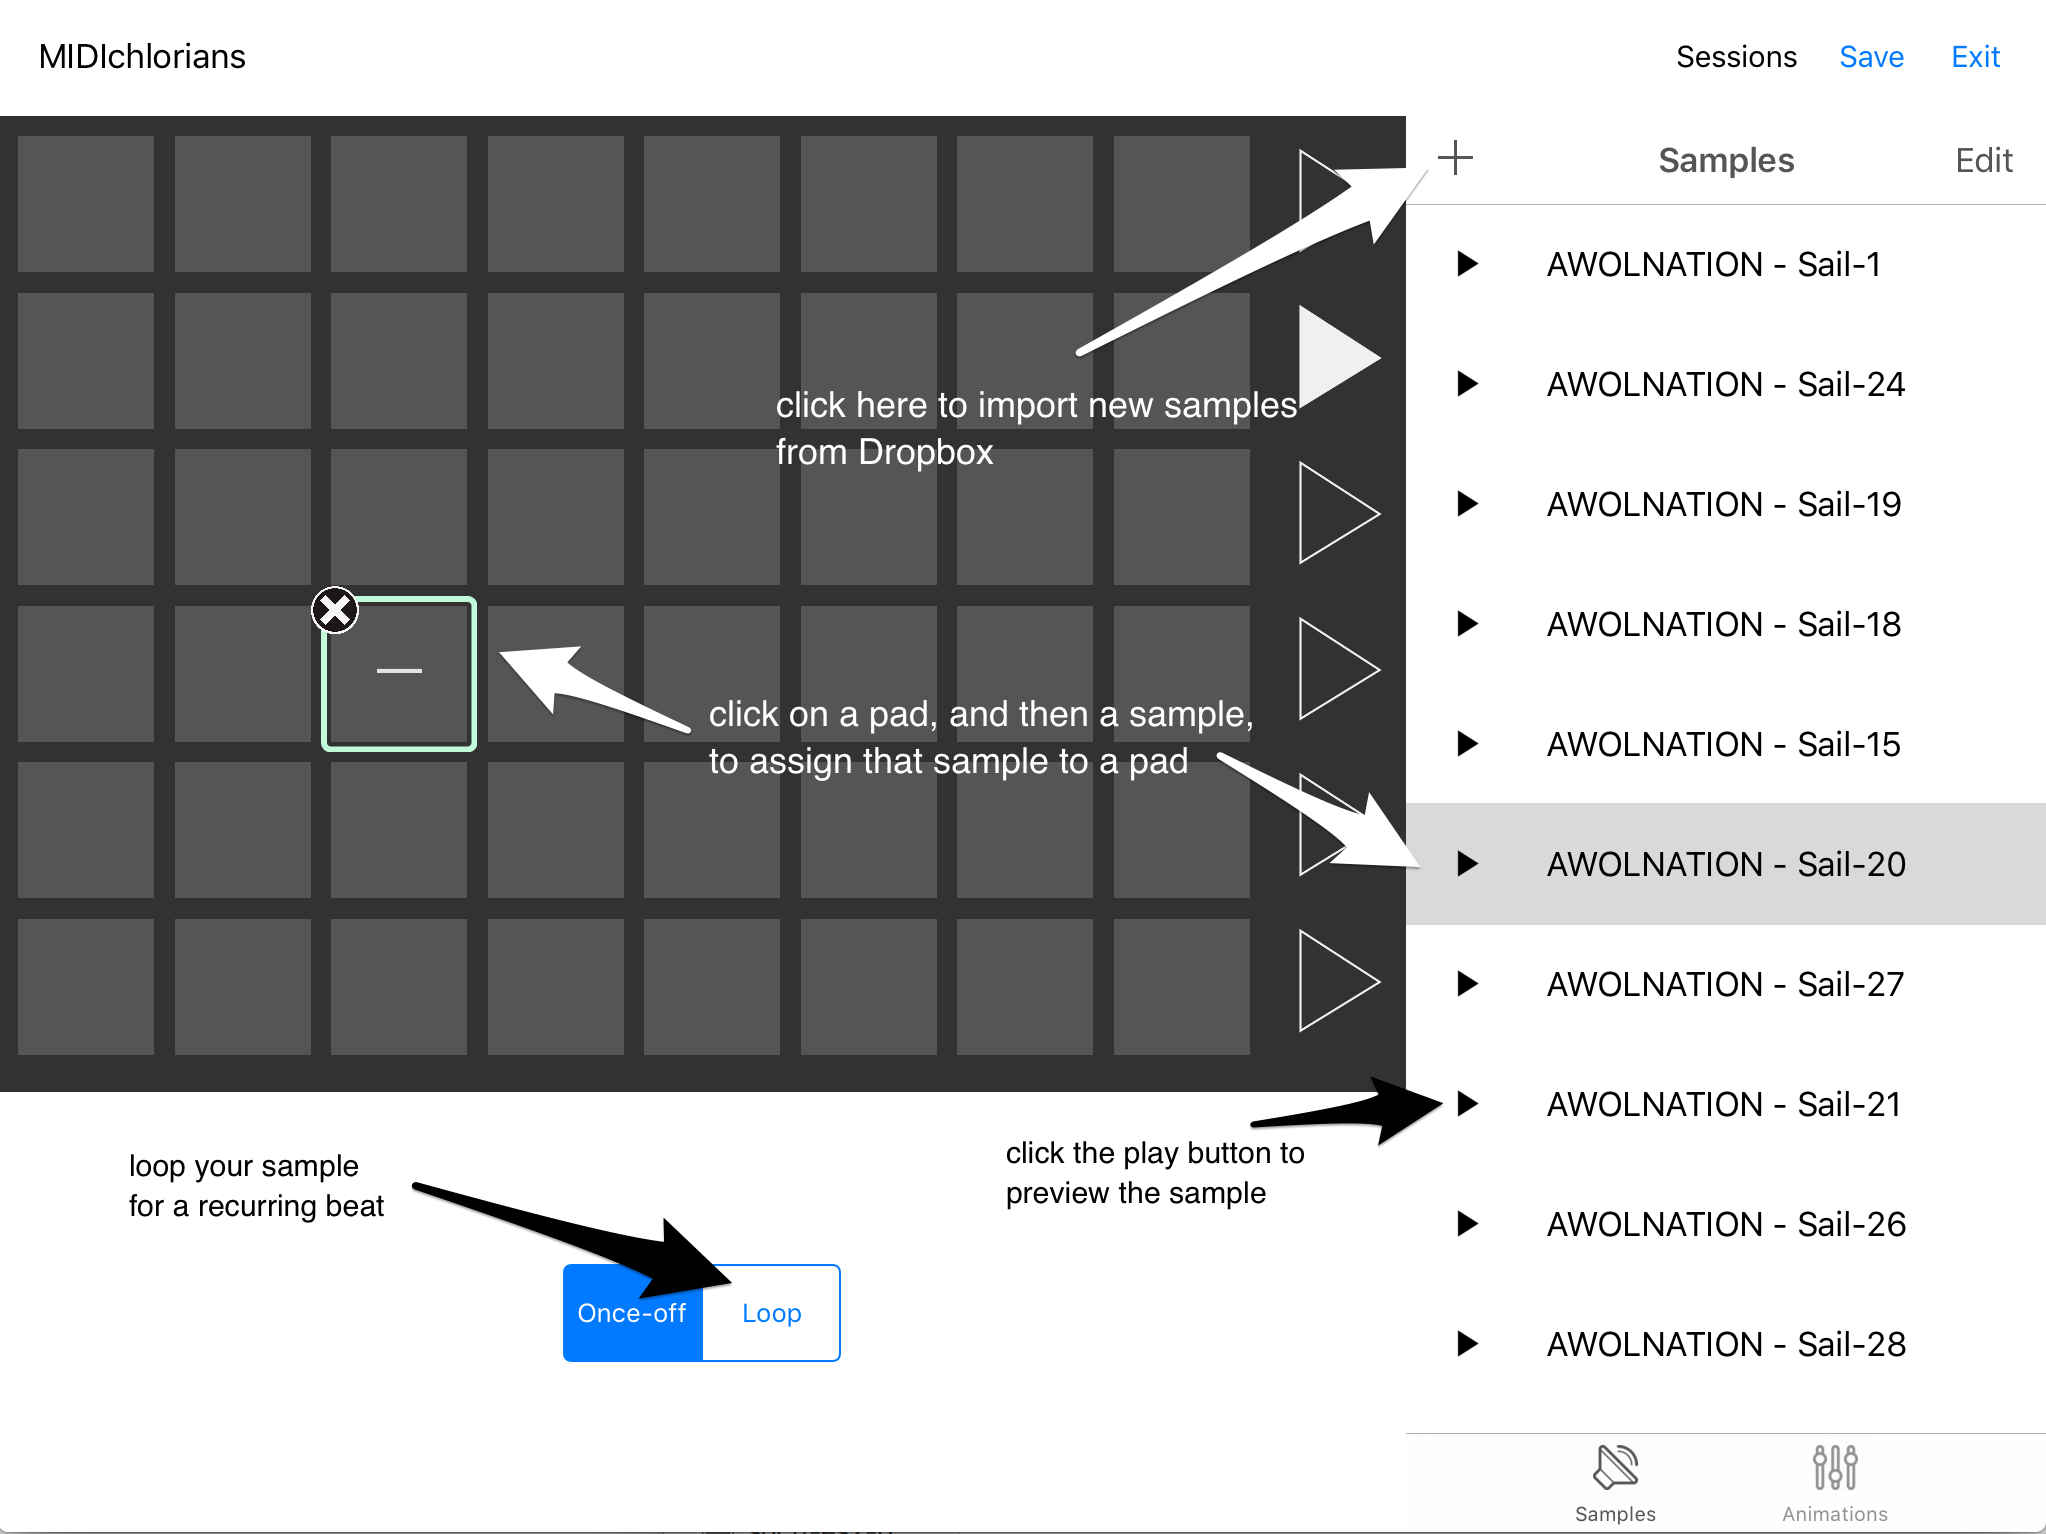 MIDIchlorians
Sessions Save Exit
Samples Edit
AWOLNATION - Sail-1
AWOLNATION - Sail-24
click here to import new samples
from Dropbox
AWOLNATION - Sail-19
AWOLNATION - Sail-18
click on a pad, and then a sample,
to assign that sample to a pad
AWOLNATION - Sail-15
AWOLNATION - Sail-20
AWOLNATION - Sail-27
AWOLNATION - Sail-21
click the play button to
preview the sample
loop your sample
for a recurring beat
AWOLNATION - Sail-26
Once-off Loop
AWOLNATION - Sail-28
Samples Animations